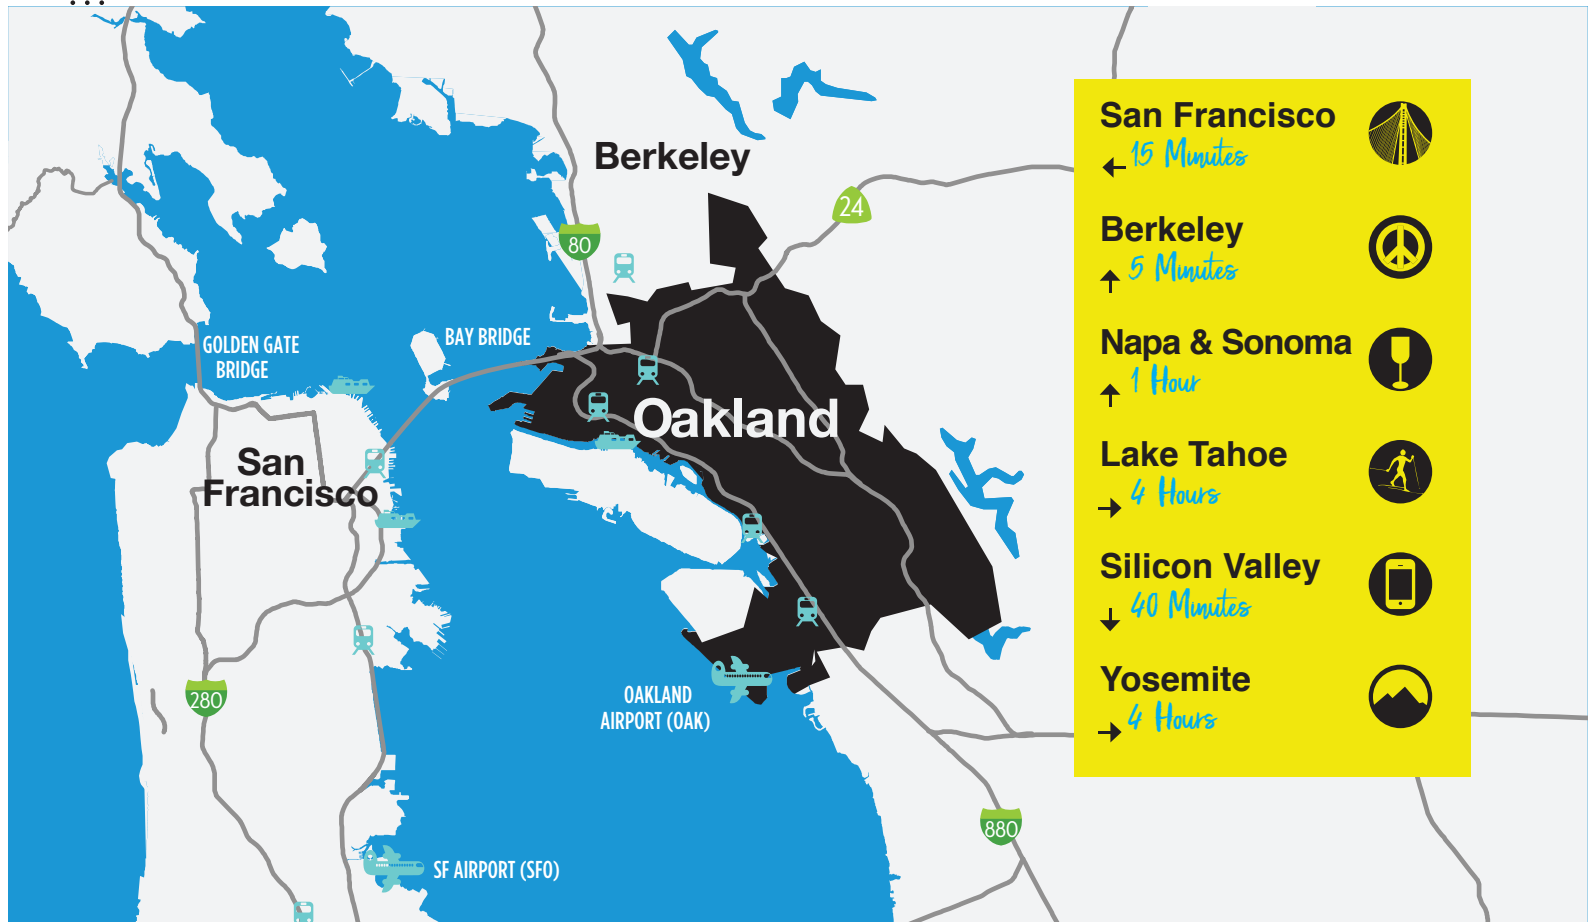 Berkeley
24
80
GOLDEN GATE
BRIDGE
BAY BRIDGE
Oakland
San
Francisco
280
OAKLAND
AIRPORT (OAK)
880
SF AIRPORT (SFO)
San Francisco
15 Minutes
Berkeley
5 Minutes
Napa & Sonoma
1 Hour
Lake Tahoe
4 Hours
Silicon Valley
40 Minutes
Yosemite
4 Hours